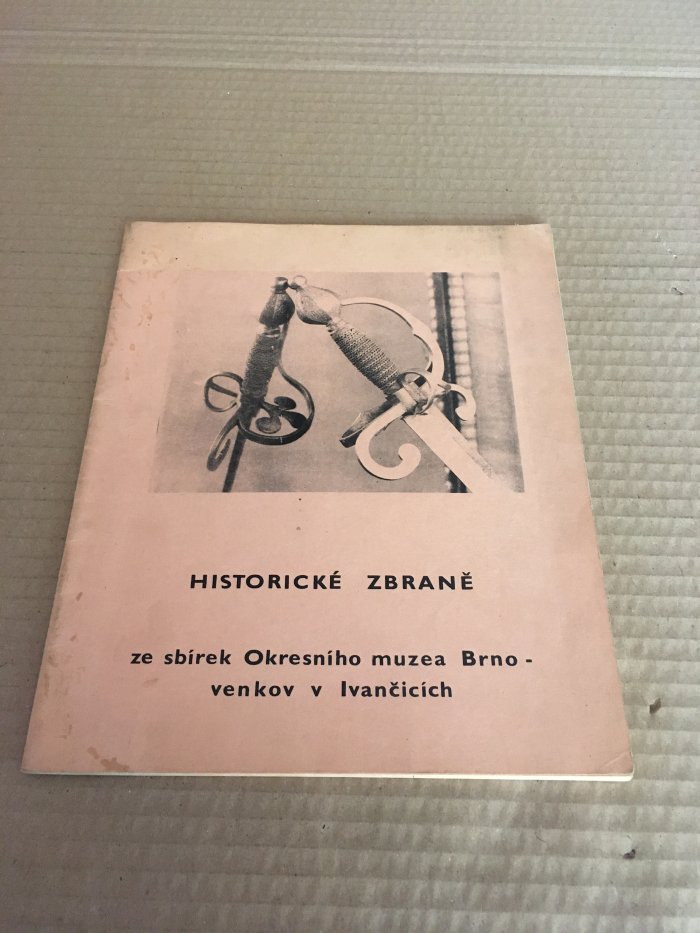 HISTORICKÉ ZBRANĚ
ze sbírek Okresního muzea Brno -
venkov v Ivančicích